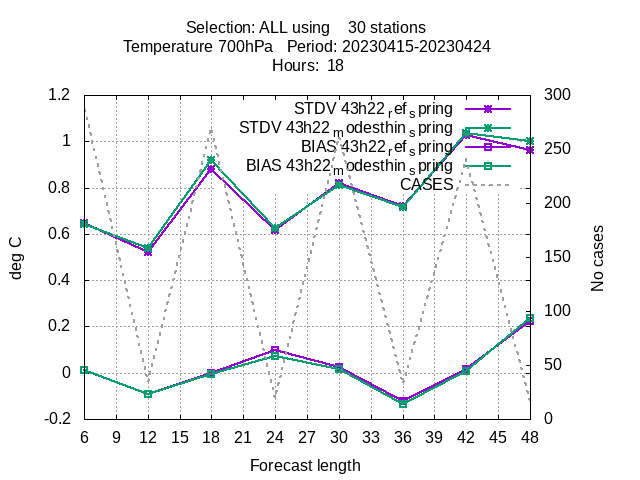 Selection: ALL using    30 stations
Temperature 700hPa   Period: 20230415-20230424
Hours: 18
1.2
1
0.8
0.6
0.4
0.2
0
-0.2
deg C
STDV 43h22_ref_spring
STDV 43h22_modesthin_spring
BIAS 43h22_ref_spring
BIAS 43h22_modesthin_spring
CASES
300
250
200
150
100
50
0
No cases
6 9 12 15 18 21 24 27 30 33 36 39 42 45 48
Forecast length